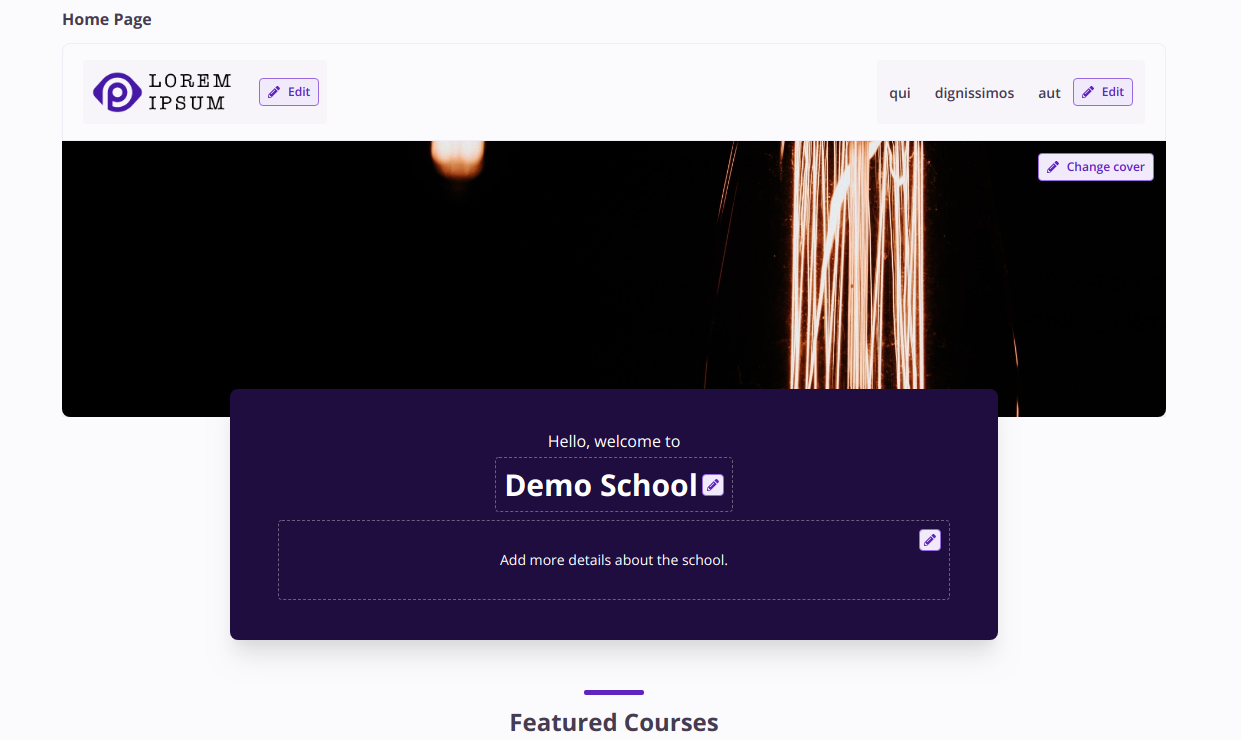 Home Page
LOREM
IPSUM
Edit
qui dignissimos aut Edit
Change cover
Hello, welcome to
Demo School
Add more details about the school.
Featured Courses